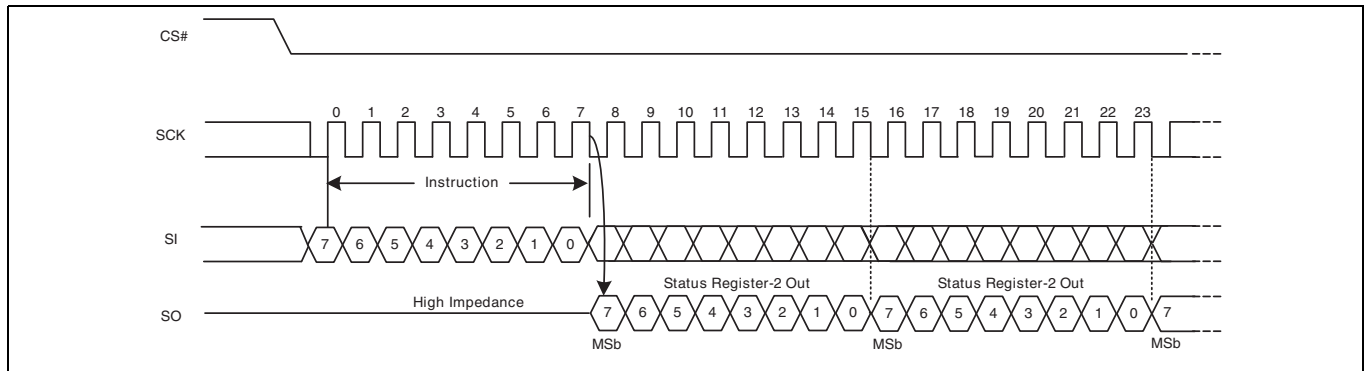 CS#
0 1 2 3 4 5 6 7 8 9 10 11 12 13 14 15 16 17 18 19 20 21 22 23
SCK
Instruction
SI
7 6 5 4 3 2 1 0
Status Register-2 Out Status Register-2 Out
High Impedance
SO
7 6 5 4 3 2 1 0 7 6 5 4 3 2 1 0 7
MSb MSb MSb